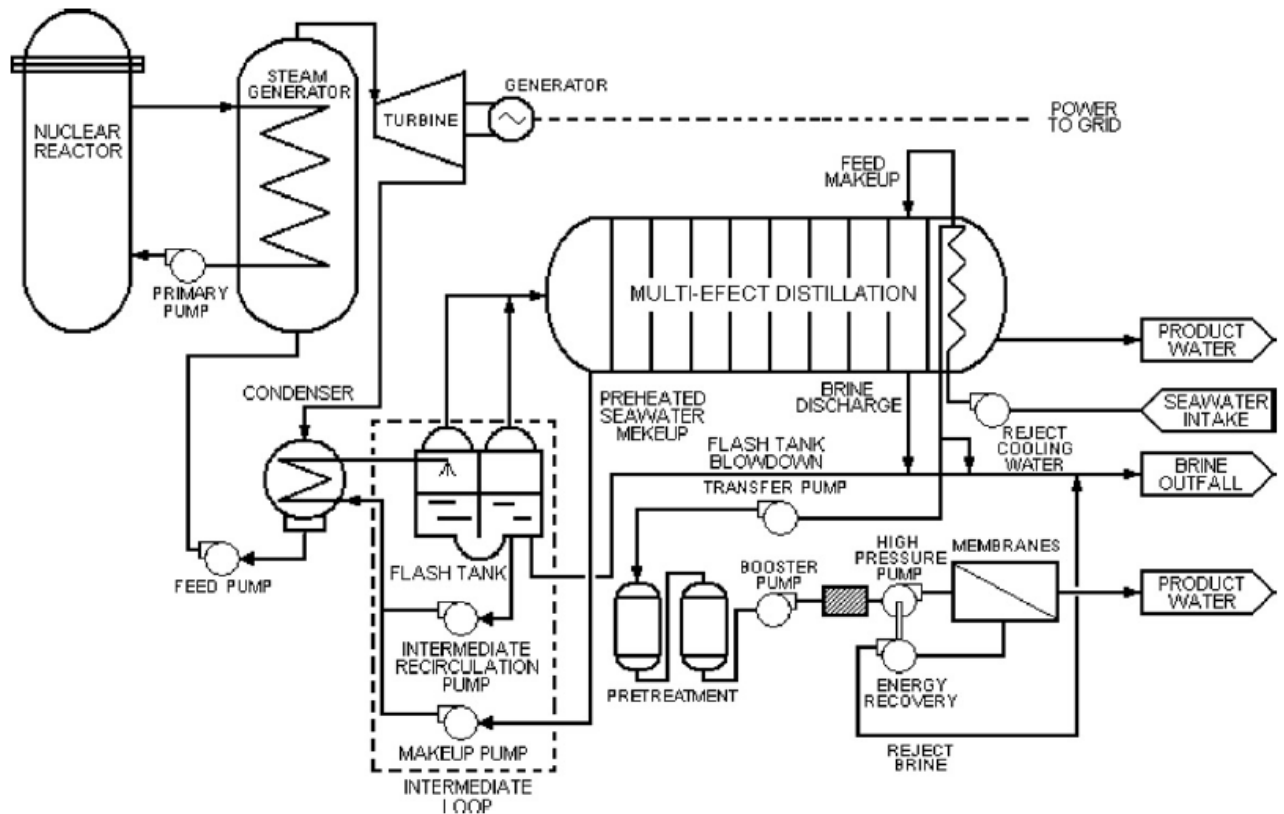 NUCLEAR
REACTOR
STEAM
GENERATOR
TURBINE
GENERATOR
POWER
TO GRID
PRIMARY
PUMP
FEED
MAKEUP
MULTI-EFECT DISTILLATION
PRODUCT
WATER
CONDENSER
PREHEATED
SEAWATER
MEKEUP
BRINE
DISCHARGE
SEAWATER
INTAKE
REJECT
COOLING
WATER
FLASH TANK
BLOWDOWN
BRINE
OUTFALL
TRANSFER PUMP
FEED PUMP
FLASH TANK
BOOSTER
PUMP
HIGH
PRESSURE
PUMP
MEMBRANES
PRODUCT
WATER
INTERMEDIATE
RECIRCULATION
PUMP
PRETREATMENT
ENERGY
RECOVERY
MAKEUP PUMP
REJECT
BRINE
INTERMEDIATE
LOOP